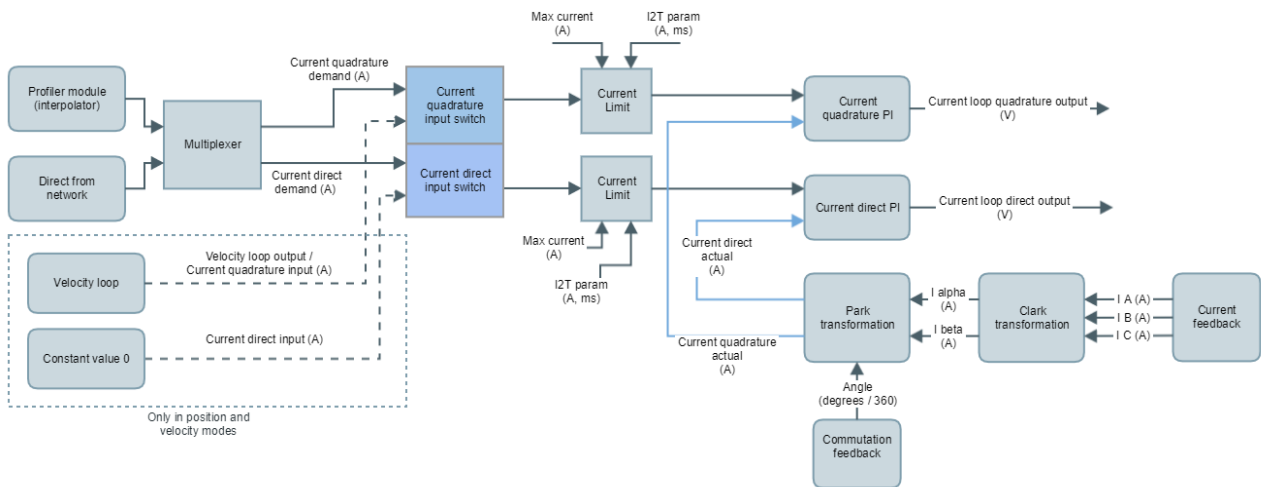 Max current
(A)
I2T param
(A, ms)
Current quadrature
demand (A)
Profiler module
(interpolator)
Current
quadrature
input switch
Current
Limit
Current
quadrature PI
Current loop quadrature output
(V)
Multiplexer
Direct from
network
Current direct
demand (A)
Current direct
input switch
Current
Limit
Current direct PI
Current loop direct output
(V)
Max current
(A)
I2T param
(A, ms)
Current direct
actual
(A)
Velocity loop output /
Current quadrature input (A)
Velocity loop
Current direct input (A)
Constant value 0
Only in position and
velocity modes
Current quadrature
actual
(A)
Park
transformation
I alpha
(A)
I beta
(A)
Clark
transformation
I A (A)
I B (A)
I C (A)
Current
feedback
Angle
(degrees / 360)
Commutation
feedback